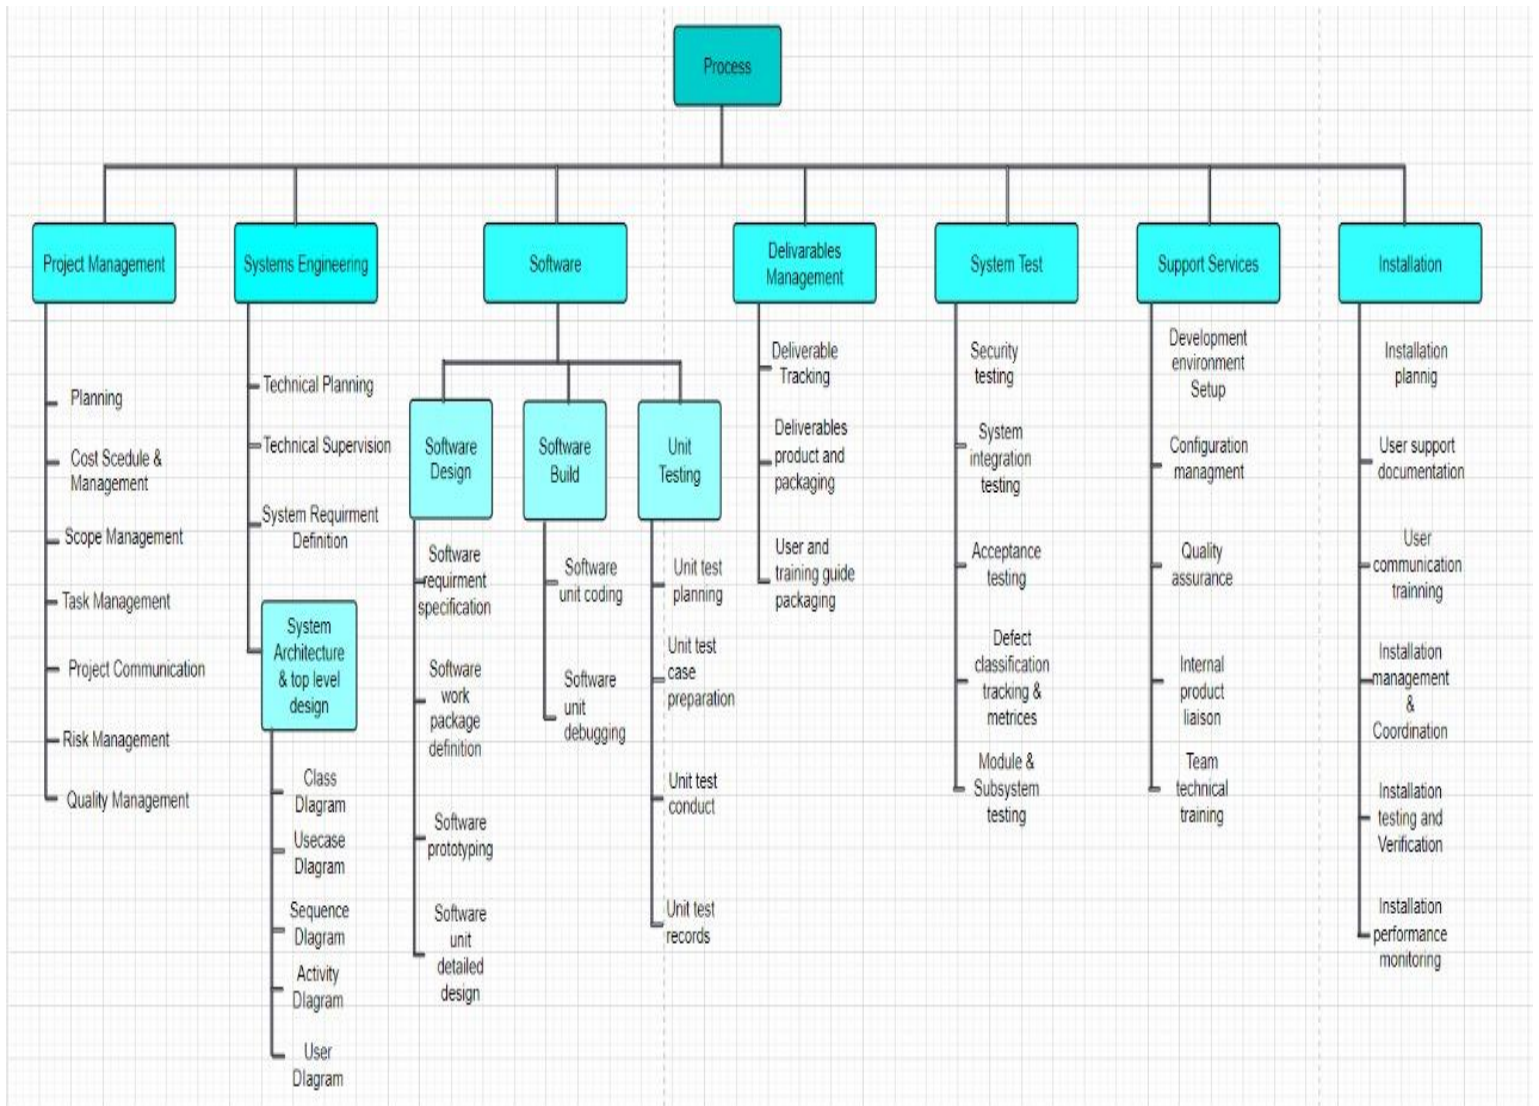 Process
Project Management
Systems Engineering
Software
Delivarables
Management
System Test
Support Services
Installation
Planning
Cost Scedule &
Management
Scope Management
Task Management
Project Communication
Risk Management
Quality Management
Technical Planning
Technical Supervision
System Requirment
Definition
System
Architecture
& top level
design
Class
DIagram
Usecase
DIagram
Sequence
DIagram
Activity
DIagram
User
DIagram
Software
Design
Software
requirment
specification
Software
work
package
definition
Software
prototyping
Software
unit
detailed
design
Software
Build
Software
unit coding
Software
unit
debugging
Unit
Testing
Unit test
planning
Unit test
case
preparation
Unit test
conduct
Unit test
records
Deliverable
Tracking
Deliverables
product and
packaging
User and
training guide
packaging
Security
testing
System
integration
testing
Acceptance
testing
Defect
classification
tracking &
metrices
Module &
Subsystem
testing
Development
environment
Setup
Configuration
managment
Quality
assurance
Internal
product
liaison
Team
technical
training
Installation
plannig
User support
documentation
User
communication
trainning
Installation
management
&
Coordination
Installation
testing and
Verification
Installation
performance
monitoring